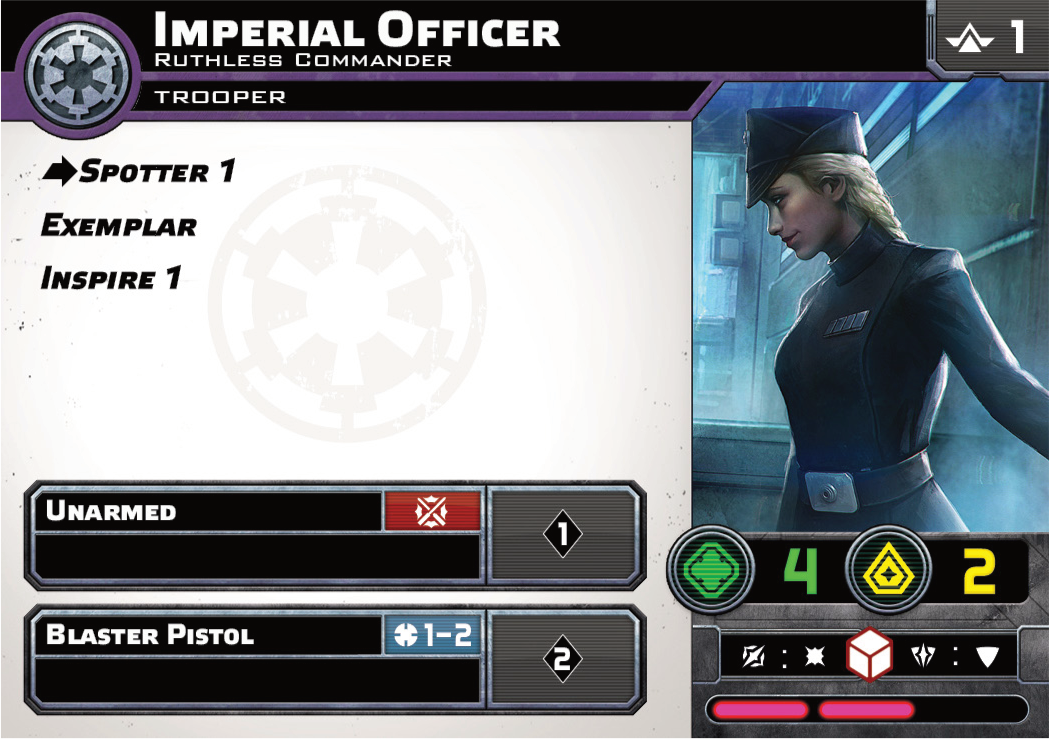 IMPERIAL OFFICER
1
RUTHLESS COMMANDER
TROOPER
SPOTTER 1
EXEMPLAR
INSPIRE 1
UNARMED
1
BLASTER PISTOL
1-2
2
4
2
:
: